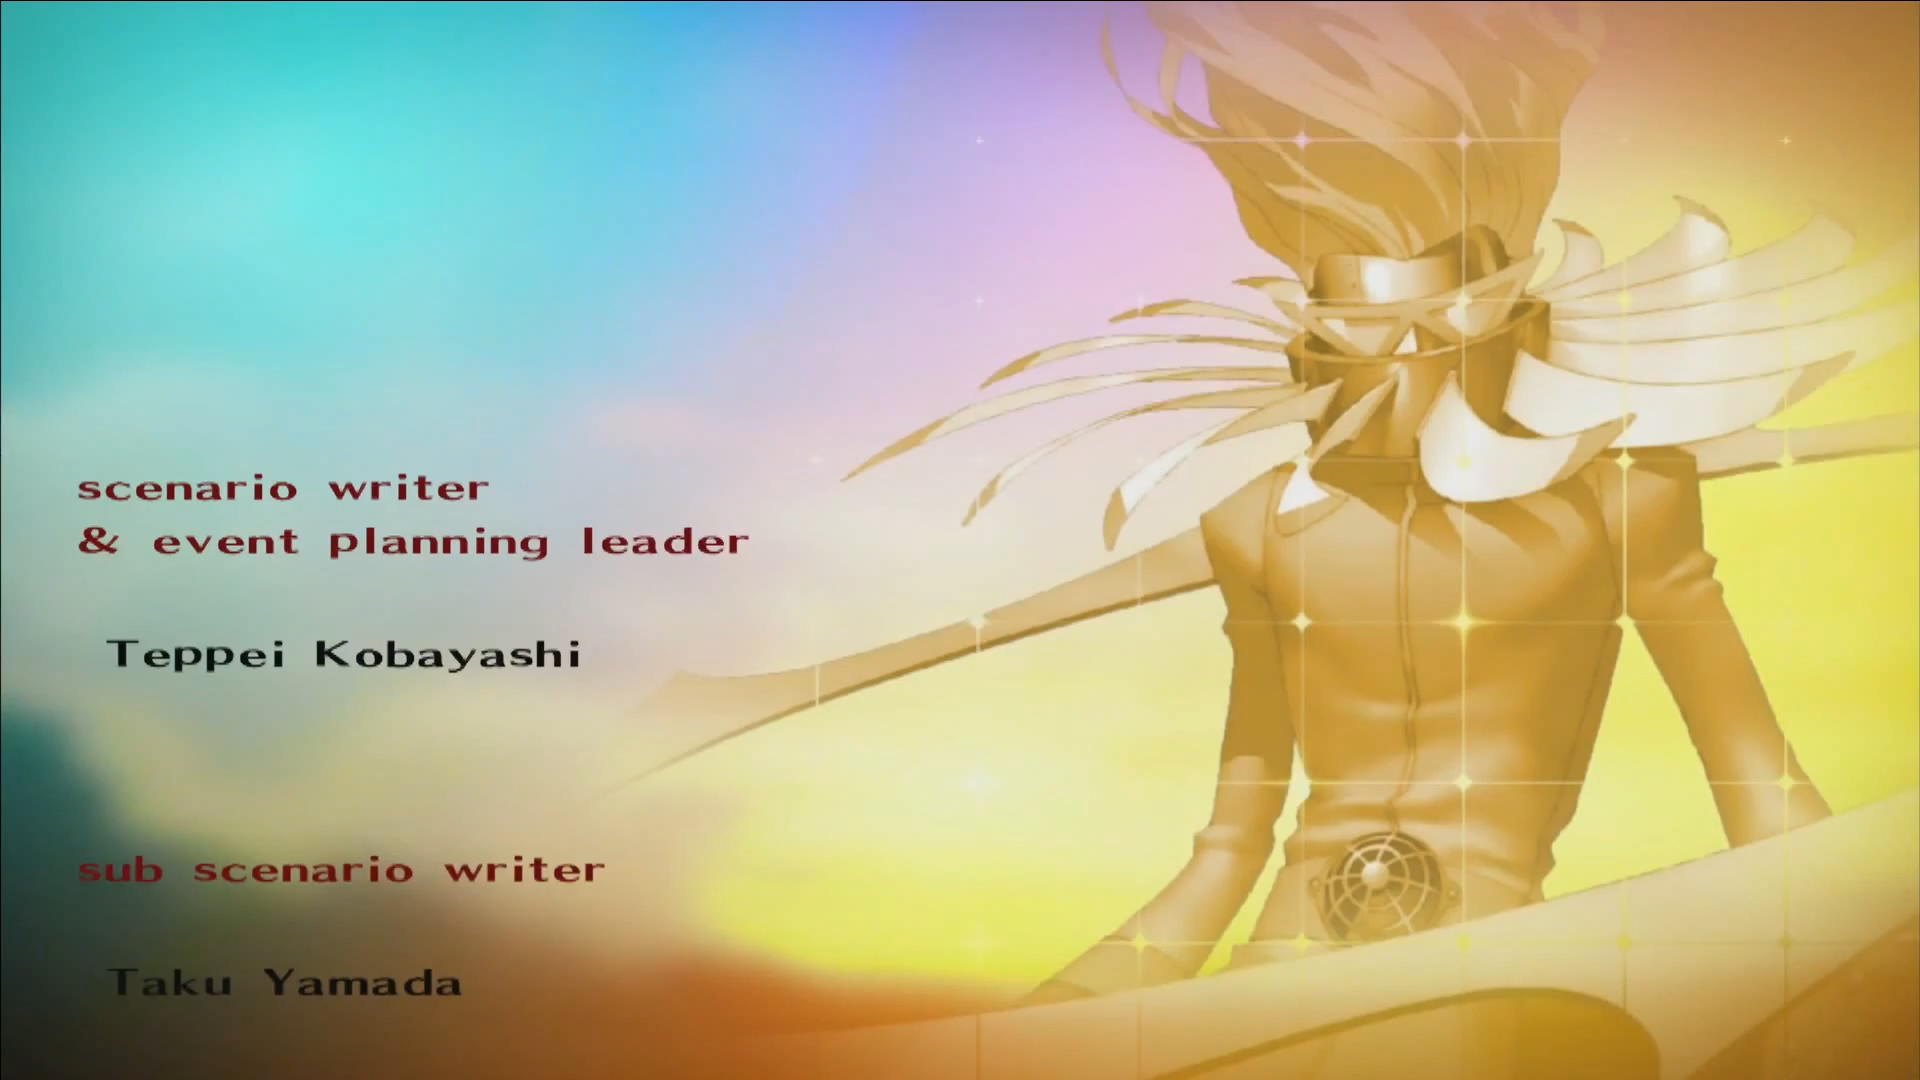 scenario writer
& event planning leader
Teppei Kobayashi
sub scenario writer
Taku Yamada